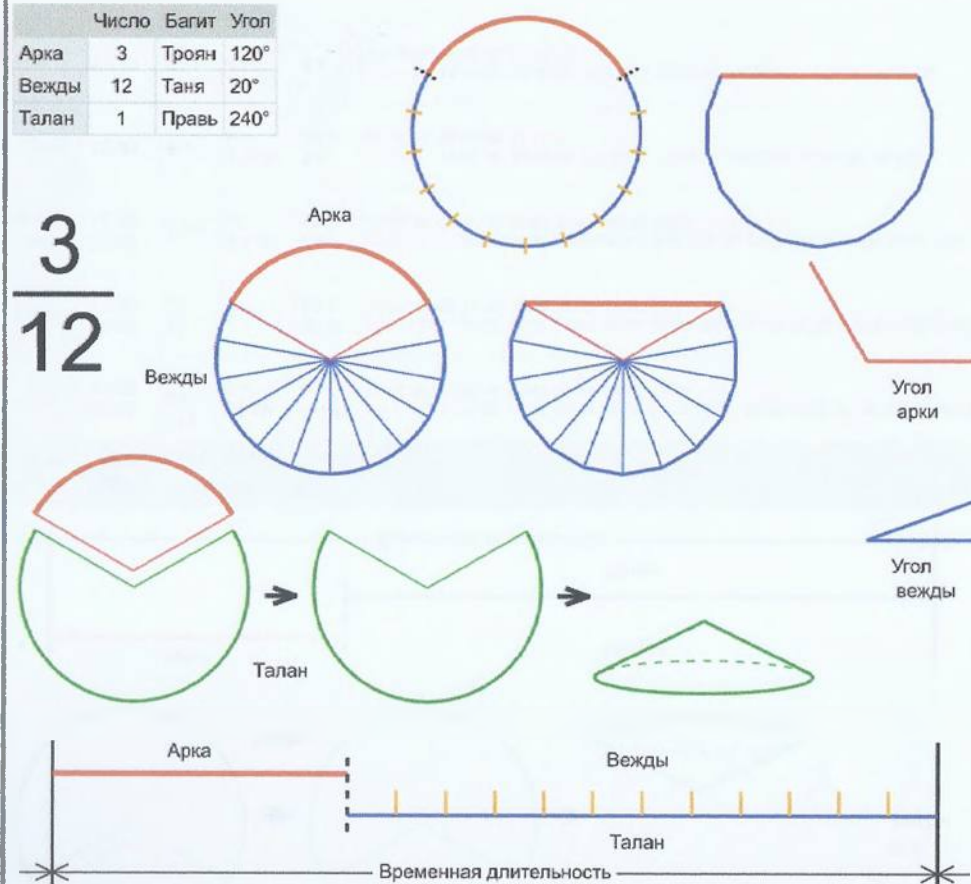 Число Багит Угол
Арка 3 Троян 120°
Вежды 12 Таня 20°
Талан 1 Правь 240°
3
12
Арка
Вежды
Угол
арки
Угол
вежды
Талан
Арка
Вежды
Талан
Временная длительность